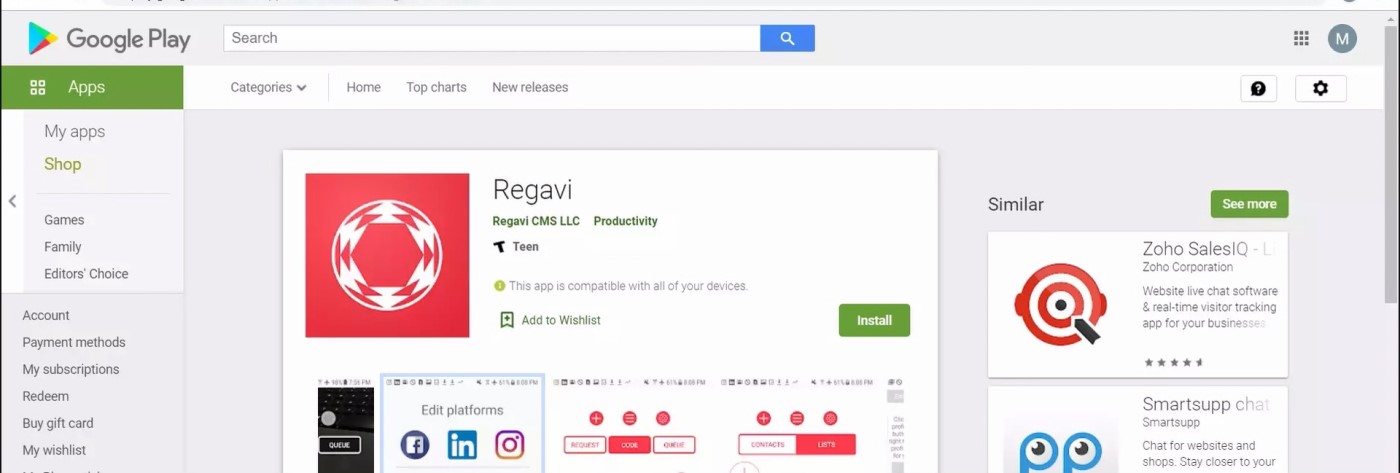 Google Play
Search
M
Apps
Categories
Home
Top charts
New releases
My apps
Shop
Games
Family
Editors' Choice
Account
Payment methods
My subscriptions
Redeem
Buy gift card
My wishlist
Regavi
Regavi CMS LLC Productivity
T Teen
This app is compatible with all of your devices.
Add to Wishlist
Install
QUEUE
Edit platforms
REQUEST CODE QUEUE
CONTACTS LISTS
Similar
See more
Zoho SalesIQ - L
Zoho Corporation
Website live chat software
& real-time visitor tracking
app for your businesses
Smartsupp chat
Smartsupp
Chat for websites and
shops. Stay closer to your